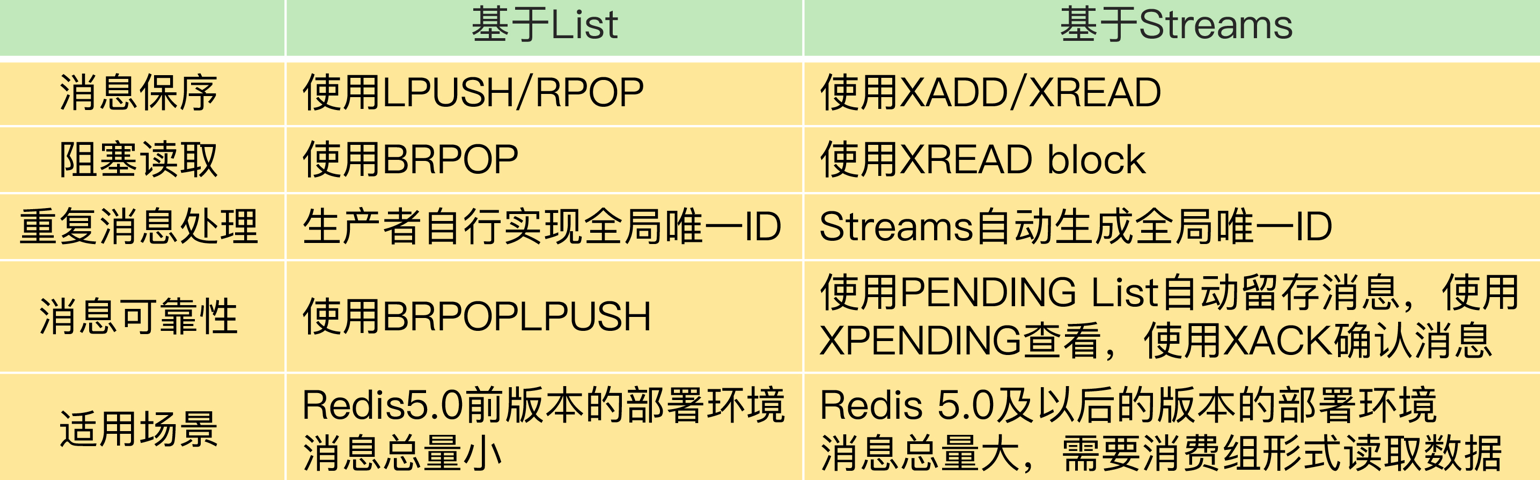 基于List
基于Streams
消息保序
使用LPUSH/RPOP
使用XADD/XREAD
阻塞读取
使用BRPOP
使用XREAD block
重复消息处理
生产者自行实现全局唯一ID
Streams自动生成全局唯一ID
消息可靠性
使用BRPOPLPUSH
使用PENDING List自动留存消息，使用
XPENDING查看，使用XACK确认消息
适用场景
Redis5.0前版本的部署环境
消息总量小
Redis 5.0及以后的版本的部署环境
消息总量大，需要消费组形式读取数据